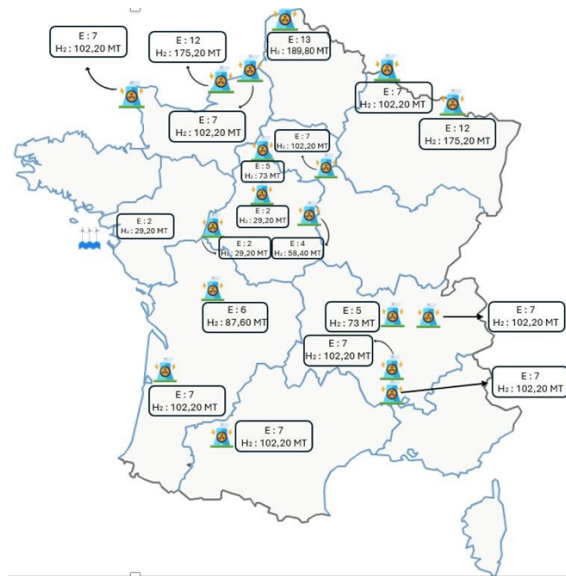 E : 7
H₂ : 102,20 MT
E : 12
H₂ : 175,20 MT
E : 13
H₂ : 189,80 MT
E : 7
H₂ : 102,20 MT
E : 7
H₂ : 102,20 MT
E : 12
H₂ : 175,20 MT
E : 7
H₂ : 102,20 MT
E : 5
H₂ : 73 MT
E : 2
H₂ : 29,20 MT
E : 2
H₂ : 29,20 MT
E : 2
H₂ : 29,20 MT
E : 4
H₂ : 58,40 MT
E : 6
H₂ : 87,60 MT
E : 5
H₂ : 73 MT
E : 7
H₂ : 102,20 MT
E : 7
H₂ : 102,20 MT
E : 7
H₂ : 102,20 MT
E : 7
H₂ : 102,20 MT
E : 7
H₂ : 102,20 MT